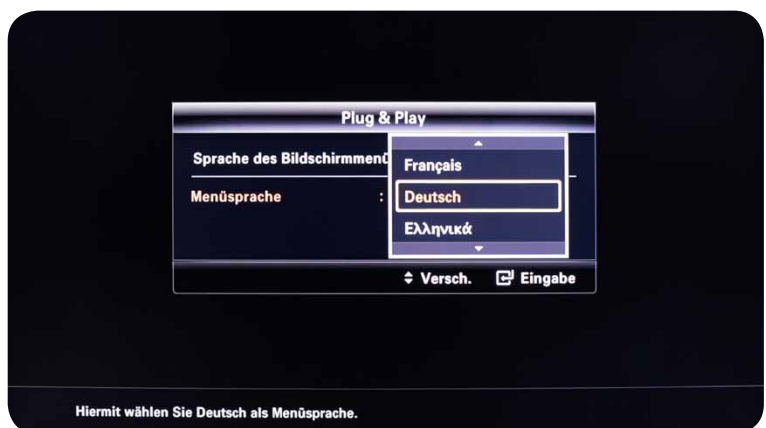 Plug & Play
Sprache des Bildschirmmenü
Français
Menüsprache : Deutsch
Ελληνικά
Versch. Eingabe
Hiermit wählen Sie Deutsch als Menüsprache.